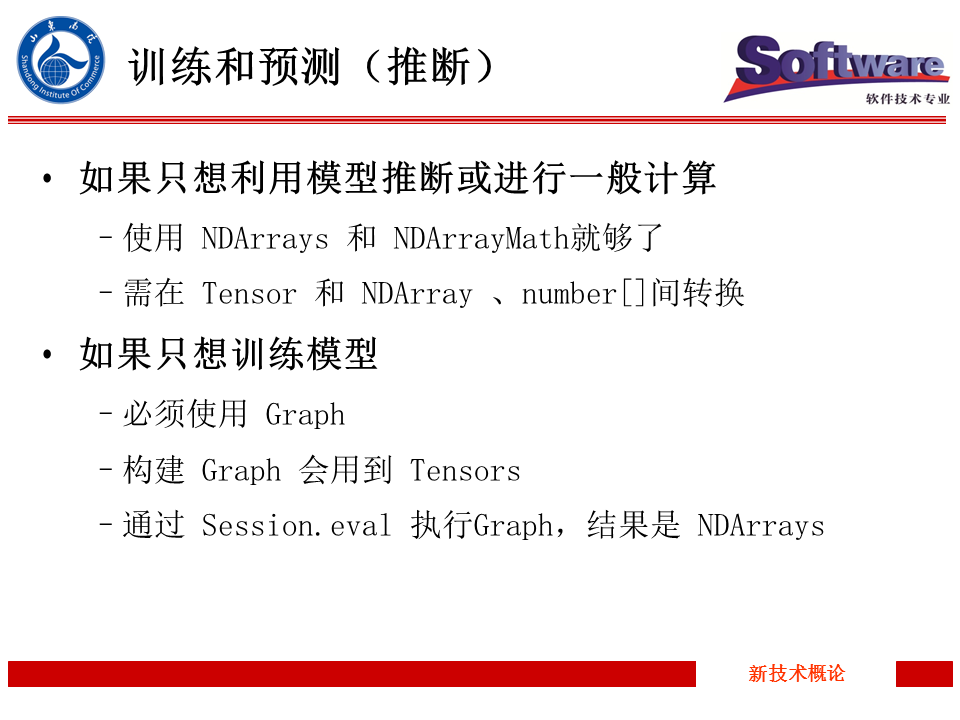 山东商院
Shandong Institute Of Commerce
训练和预测（推断）
Software
软件技术专业
• 如果只想利用模型推断或进行一般计算
–使用 NDArrays 和 NDArrayMath就够了
–需在 Tensor 和 NDArray 、number[]间转换
• 如果只想训练模型
–必须使用 Graph
–构建 Graph 会用到 Tensors
–通过 Session.eval 执行Graph，结果是 NDArrays
新技术概论